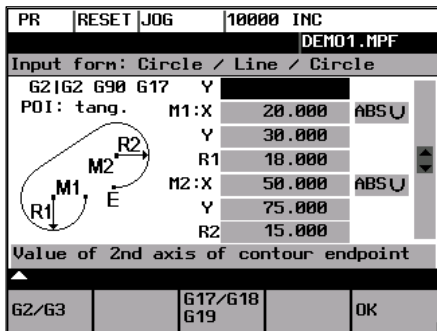 PR RESET JOG 10000 INC
DEMO1.MPF
Input form: Circle / Line / Circle
G2|G2 G90 G17 Y
POI: tang. M1:X 20.000 ABS U
Y 30.000
R1 18.000
M2:X 50.000 ABS U
Y 75.000
R2 15.000
R2
M2
M1
E
R1
Value of 2nd axis of contour endpoint
G2/G3 G17/G18 OK
G19